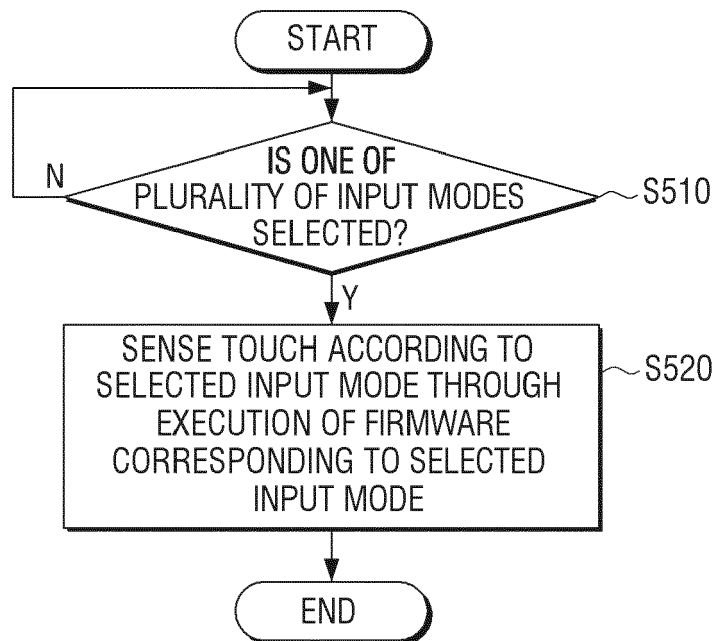 START
IS ONE OF
PLURALITY OF INPUT MODES
SELECTED?
N
S510
Y
SENSE TOUCH ACCORDING TO
SELECTED INPUT MODE THROUGH
EXECUTION OF FIRMWARE
CORRESPONDING TO SELECTED
INPUT MODE
S520
END